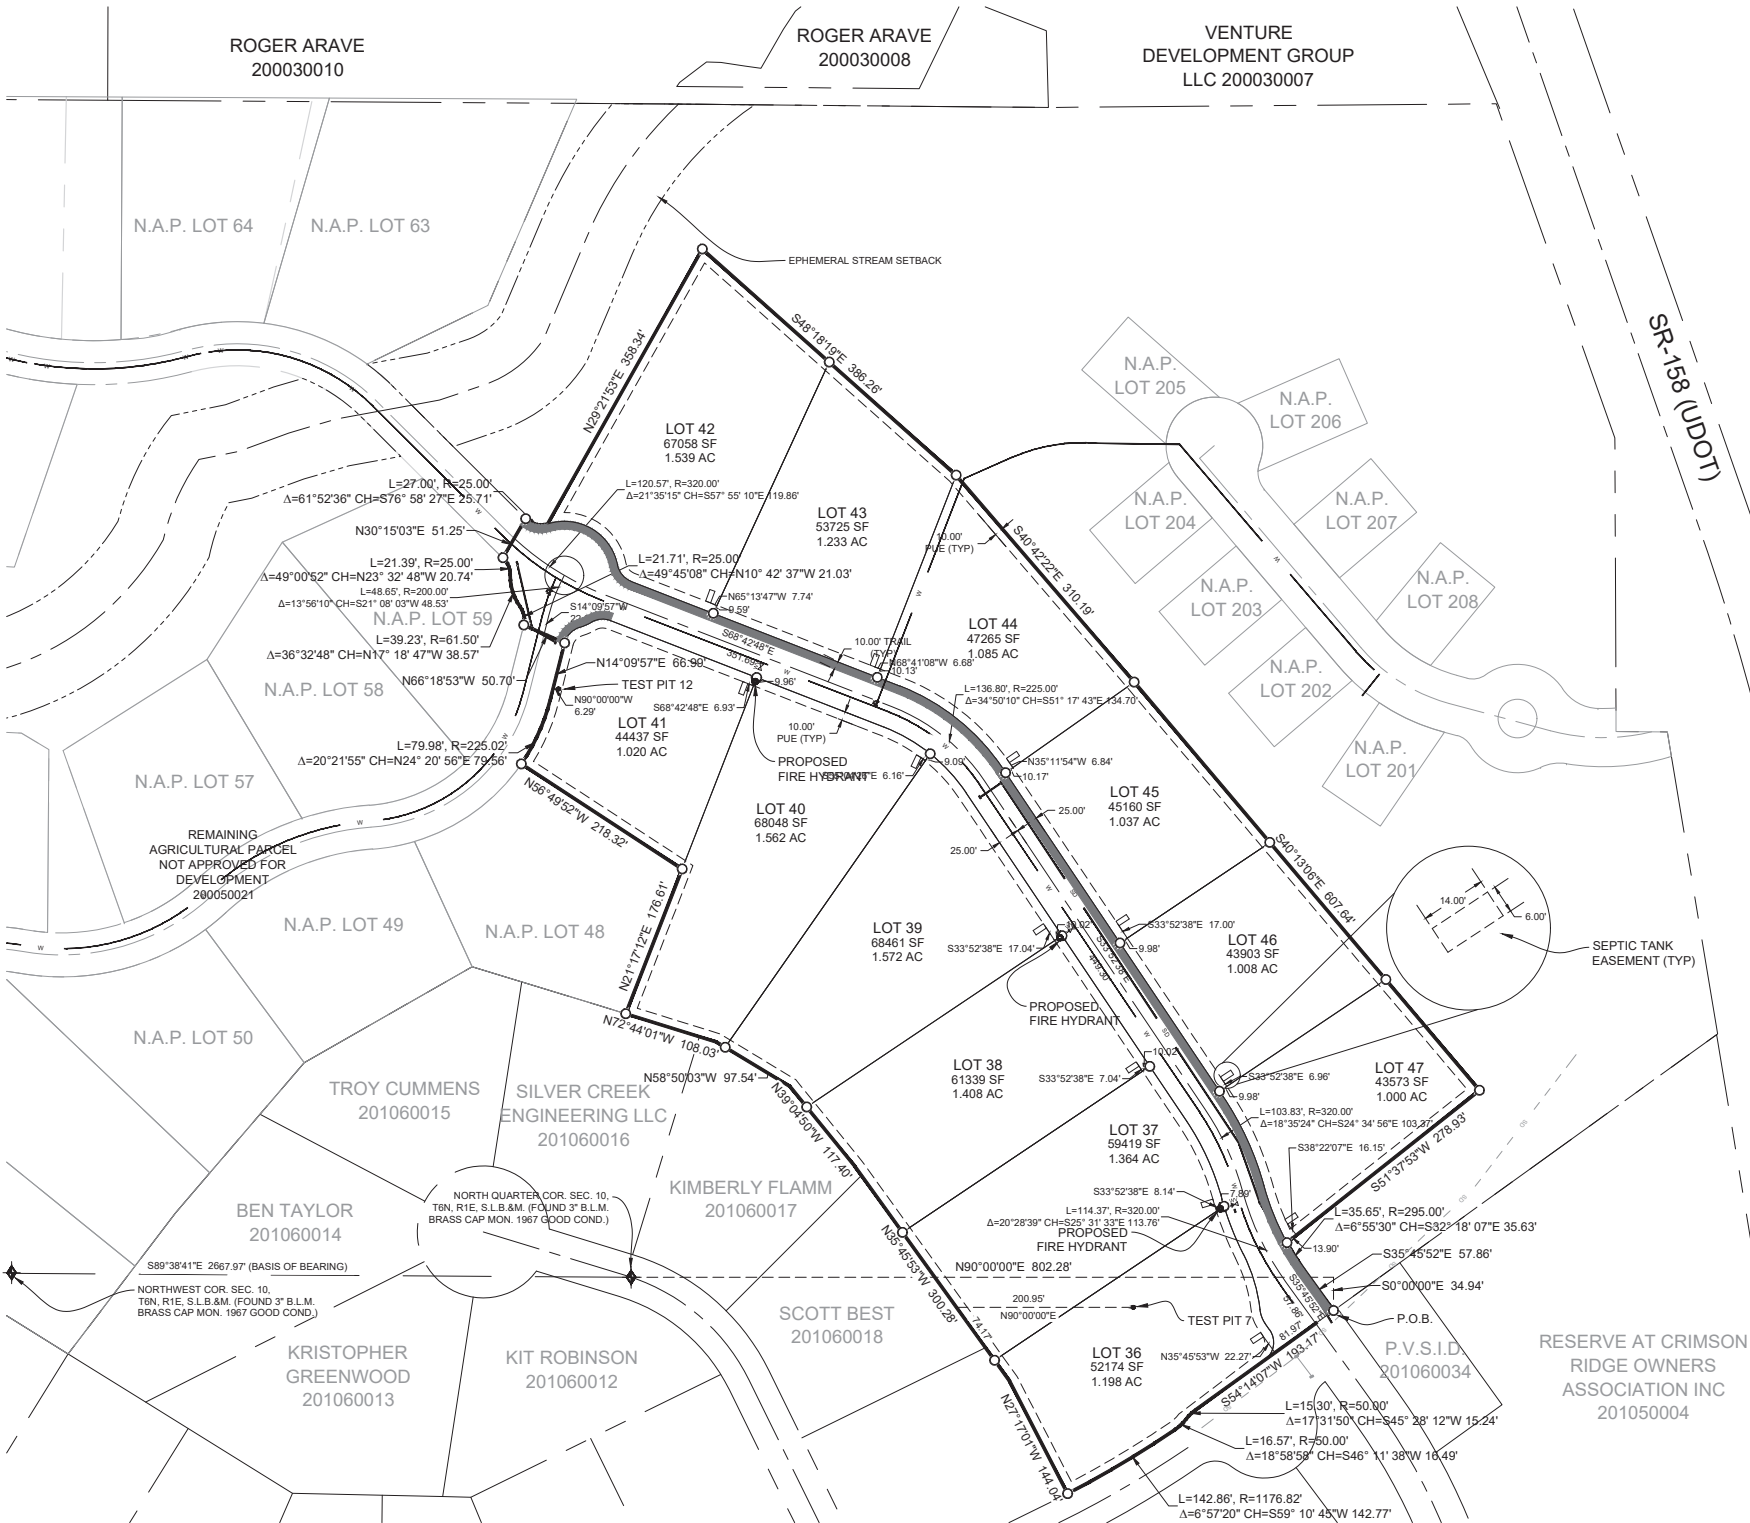 ROGER ARAVE
200030010
ROGER ARAVE
200030008
VENTURE
DEVELOPMENT GROUP
LLC 200030007
SR-158 (UDOT)
N.A.P. LOT 64
N.A.P. LOT 63
EPHEMERAL STREAM SETBACK
S48°18'19"E 386.26'
N29°21'53"E 358.34'
N.A.P.
LOT 205
N.A.P.
LOT 206
LOT 42
67058 SF
1.539 AC
L=27.00', R=25.00'
Δ=61°52'36" CH=S76° 58' 27"E 25.71'
L=120.57', R=320.00'
Δ=21°35'15" CH=S57° 55' 10"E 119.86'
N.A.P.
LOT 204
N.A.P.
LOT 207
LOT 43
53725 SF
1.233 AC
N30°15'03"E 51.25'
10.00'
PUE (TYP)
S40°42'22"E 310.19'
L=21.39', R=25.00'
Δ=49°00'52" CH=N23° 32' 48"W 20.74'
L=21.71', R=25.00'
Δ=49°45'08" CH=N10° 42' 37"W 21.03'
L=48.65', R=200.00'
Δ=13°56'10" CH=S21° 08' 03"W 48.53'
N65°13'47"W 7.74'
9.59'
S14°09'57"W
N.A.P. LOT 59
N.A.P.
LOT 203
N.A.P.
LOT 208
L=39.23', R=61.50'
Δ=36°32'48" CH=N17° 18' 47"W 38.57'
S68°42'48"E
351.69'
10.00' TRAIL
(TYP)
N68°41'08"W 6.68'
10.13'
LOT 44
47265 SF
1.085 AC
N14°09'57"E 66.99'
N66°18'53"W 50.70'
TEST PIT 12
9.96'
N.A.P. LOT 58
N90°00'00"W
6.29'
S68°42'48"E 6.93'
L=136.80', R=225.00'
Δ=34°50'10" CH=S51° 17' 43"E 134.70'
N.A.P.
LOT 202
LOT 41
44437 SF
1.020 AC
10.00'
PUE (TYP)
L=79.98', R=225.02'
Δ=20°21'55" CH=N24° 20' 56"E 79.56'
PROPOSED
FIRE HYDRANT
E 6.16'
9.09'
N35°11'54"W 6.84'
10.17'
N.A.P.
LOT 201
N.A.P. LOT 57
N56°49'52"W 218.32'
LOT 40
68048 SF
1.562 AC
25.00'
25.00'
LOT 45
45160 SF
1.037 AC
S40°13'06"E 607.64'
REMAINING
AGRICULTURAL PARCEL
NOT APPROVED FOR
DEVELOPMENT
200050021
14.00'
6.00'
N.A.P. LOT 49
N.A.P. LOT 48
N21°17'12"E 176.61'
LOT 39
68461 SF
1.572 AC
10.02'
S33°52'38"E 17.04'
S33°52'38"E
449.30'
S33°52'38"E 17.00'
9.98'
LOT 46
43903 SF
1.008 AC
SEPTIC TANK
EASEMENT (TYP)
PROPOSED
FIRE HYDRANT
N72°44'01"W 108.03'
N.A.P. LOT 50
N58°50'03"W 97.54'
LOT 38
61339 SF
1.408 AC
10.02'
S33°52'38"E 7.04'
S33°52'38"E 6.96'
9.98'
LOT 47
43573 SF
1.000 AC
TROY CUMMENS
201060015
SILVER CREEK
ENGINEERING LLC
201060016
N39°04'50"W 117.40'
L=103.83', R=320.00'
Δ=18°35'24" CH=S24° 34' 56"E 103.37'
LOT 37
59419 SF
1.364 AC
S38°22'07"E 16.15'
S51°37'53"W 278.93'
KIMBERLY FLAMM
201060017
NORTH QUARTER COR. SEC. 10,
T6N, R1E, S.L.B.&M. (FOUND 3" B.L.M.
BRASS CAP MON. 1967 GOOD COND.)
S33°52'38"E 8.14'
7.89'
L=114.37', R=320.00'
Δ=20°28'39" CH=S25° 31' 33"E 113.76'
PROPOSED
FIRE HYDRANT
L=35.65', R=295.00'
Δ=6°55'30" CH=S32° 18' 07"E 35.63'
13.90'
BEN TAYLOR
201060014
N35°45'53"W 300.28'
S35°45'52"E 57.86'
S89°38'41"E 2667.97' (BASIS OF BEARING)
N90°00'00"E 802.28'
S0°00'00"E 34.94'
NORTHWEST COR. SEC. 10,
T6N, R1E, S.L.B.&M. (FOUND 3" B.L.M.
BRASS CAP MON. 1967 GOOD COND.)
S35°45'52"E
57.86'
SCOTT BEST
201060018
200.95'
N90°00'00"E
TEST PIT 7
74.17'
81.97'
P.O.B.
KRISTOPHER
GREENWOOD
201060013
KIT ROBINSON
201060012
LOT 36
52174 SF
1.198 AC
N35°45'53"W 22.27'
P.V.S.I.D.
201060034
RESERVE AT CRIMSON
RIDGE OWNERS
ASSOCIATION INC
201050004
S54°14'07"W 193.17'
N27°17'01"W 144.04'
L=15.30', R=50.00'
Δ=17°31'50" CH=S45° 28' 12"W 15.24'
L=16.57', R=50.00'
Δ=18°58'58" CH=S46° 11' 38"W 16.49'
L=142.86', R=1176.82'
Δ=6°57'20" CH=S59° 10' 45"W 142.77'